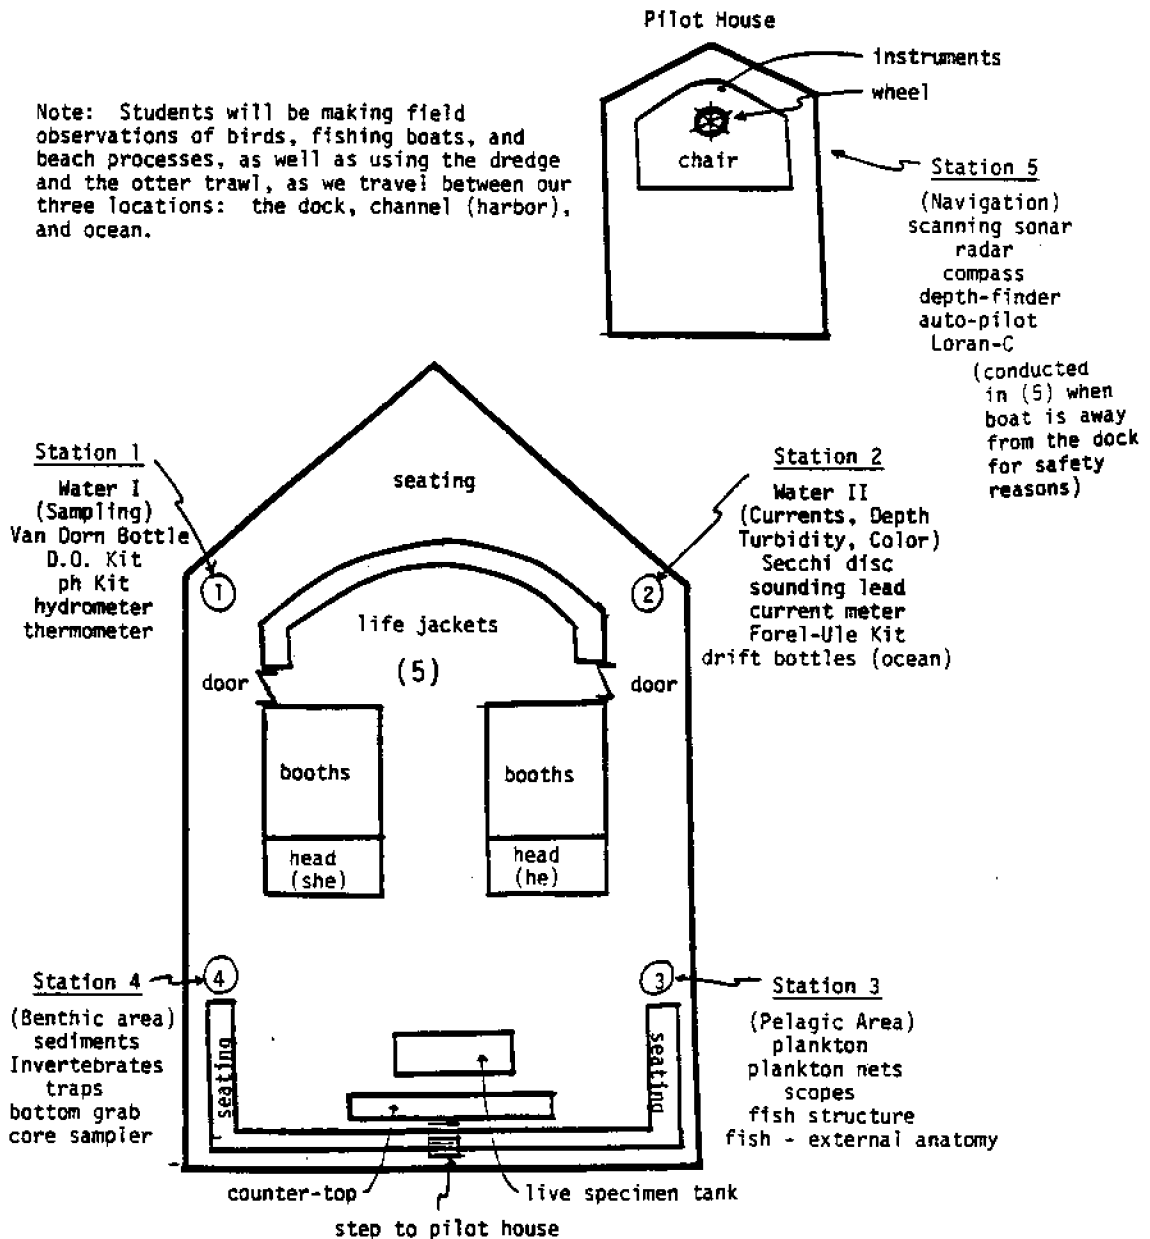 Pilot House
instruments
wheel
chair
Note: Students will be making field
observations of birds, fishing boats, and
beach processes, as well as using the dredge
and the otter trawl, as we travel between our
three locations: the dock, channel (harbor),
and ocean.
Station 5
(Navigation)
scanning sonar
radar
compass
depth-finder
auto-pilot
Loran-C
(conducted
in (5) when
boat is away
from the dock
for safety
reasons)
Station 1
Water I
(Sampling)
Van Dorn Bottle
D.O. Kit
ph Kit
hydrometer
thermometer
seating
Station 2
Water II
(Currents, Depth
Turbidity, Color)
Secchi disc
sounding lead
current meter
Forel-Ule Kit
drift bottles (ocean)
1
2
life jackets
(5)
door
door
booths
booths
head
(she)
head
(he)
Station 4
(Benthic area)
sediments
Invertebrates
traps
bottom grab
core sampler
4
3
Station 3
(Pelagic Area)
plankton
plankton nets
scopes
fish structure
fish - external anatomy
seating
seating
counter-top
live specimen tank
step to pilot house